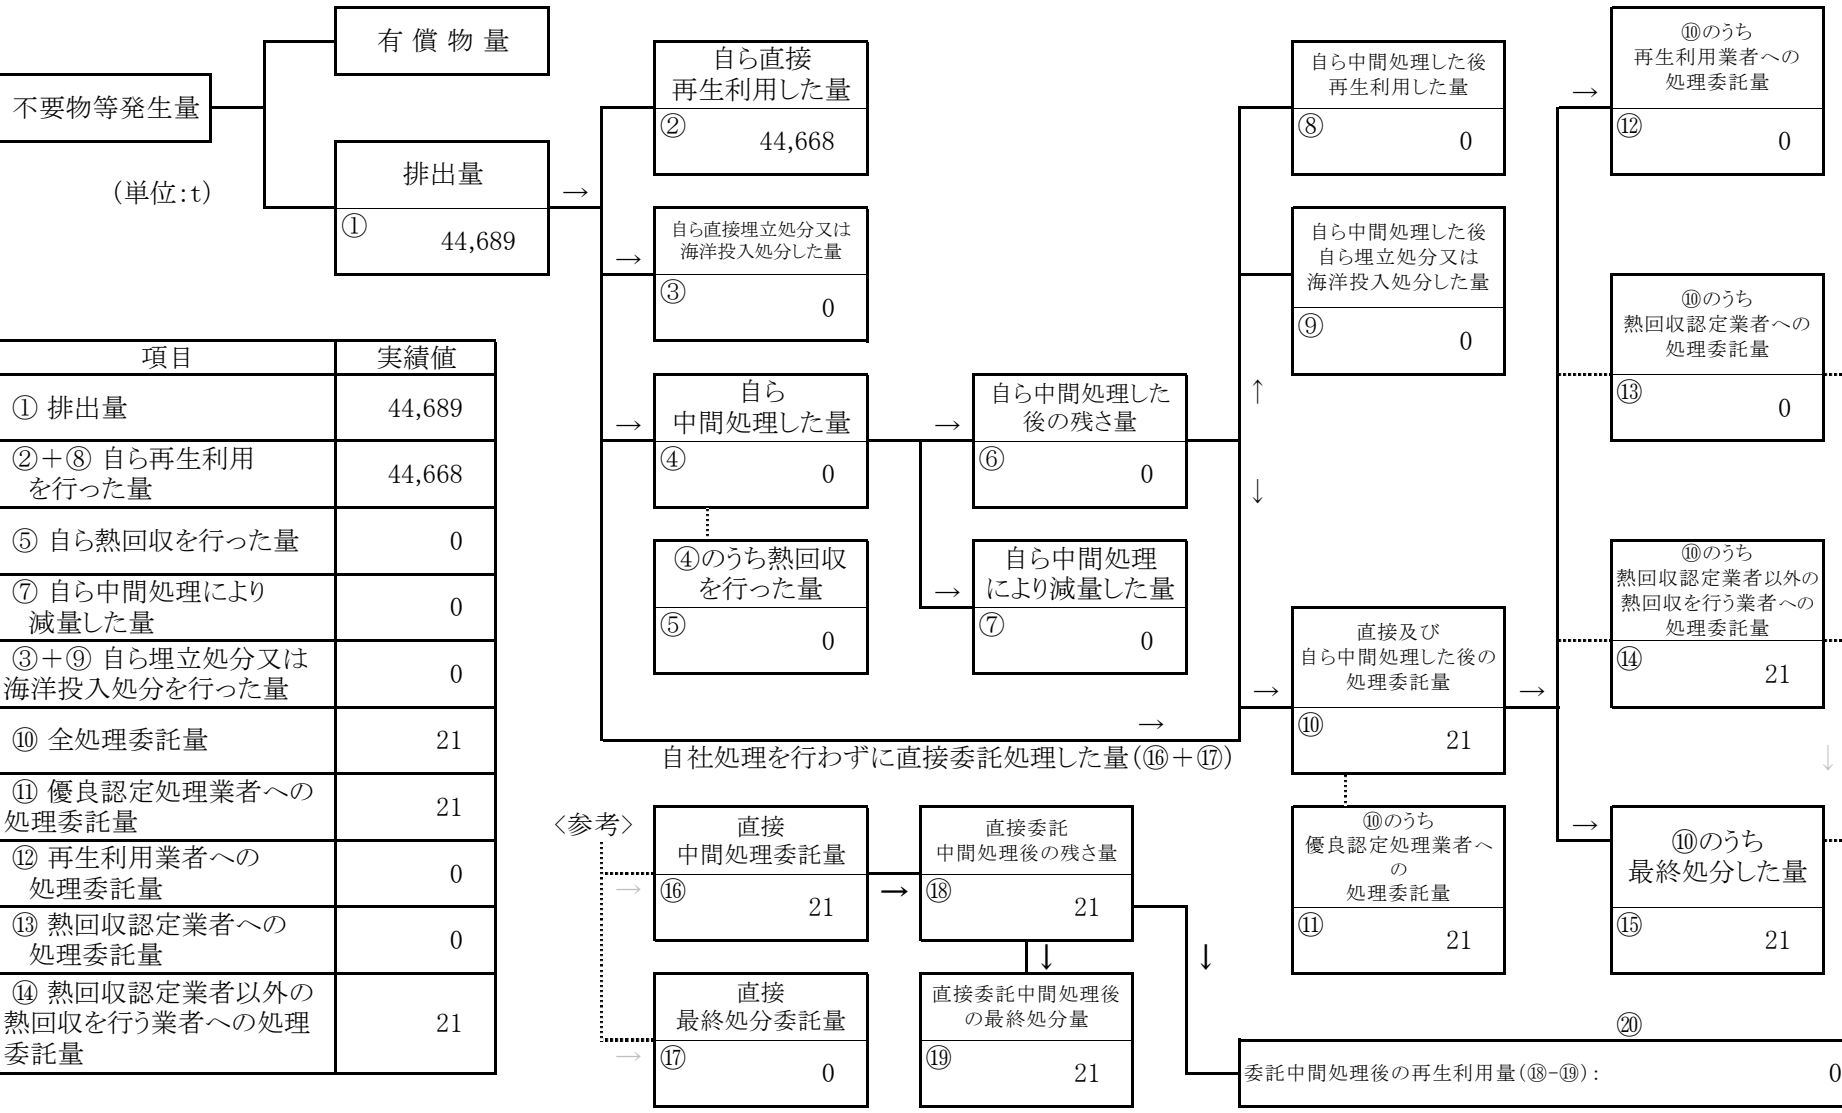 有 償 物 量
不要物等発生量
(単位:t)
排出量
①
44,689
→
自ら直接
再生利用した量
②
44,668
→
自ら直接埋立処分又は
海洋投入処分した量
③
0
→
自ら
中間処理した量
④
0
④のうち熱回収
を行った量
⑤
0
→
自ら中間処理した
後の残さ量
⑥
0
→
自ら中間処理
により減量した量
⑦
0
↑
↓
自ら中間処理した後
再生利用した量
⑧
0
自ら中間処理した後
自ら埋立処分又は
海洋投入処分した量
⑨
0
→
自社処理を行わずに直接委託処理した量(⑯+⑰)
→
直接及び
自ら中間処理した後の
処理委託量
⑩
21
→
⑩のうち
優良認定処理業者へ
の
処理委託量
⑪
21
→
⑩のうち
再生利用業者への
処理委託量
⑫
0
⑩のうち
熱回収認定業者への
処理委託量
⑬
0
⑩のうち
熱回収認定業者以外の
熱回収を行う業者への
処理委託量
⑭
21
↓
→
⑩のうち
最終処分した量
⑮
21
項目 実績値
① 排出量 44,689
②+⑧ 自ら再生利用
を行った量 44,668
⑤ 自ら熱回収を行った量 0
⑦ 自ら中間処理により
減量した量 0
③+⑨ 自ら埋立処分又は
海洋投入処分を行った量 0
⑩ 全処理委託量 21
⑪ 優良認定処理業者への
処理委託量 21
⑫ 再生利用業者への
処理委託量 0
⑬ 熱回収認定業者への
処理委託量 0
⑭ 熱回収認定業者以外の
熱回収を行う業者への処理
委託量 21
<参考>
→
直接
中間処理委託量
⑯
21
→
直接委託
中間処理後の残さ量
⑱
21
↓
↓
→
直接
最終処分委託量
⑰
0
直接委託中間処理後
の最終処分量
⑲
21
⑳
委託中間処理後の再生利用量(⑱-⑲): 0